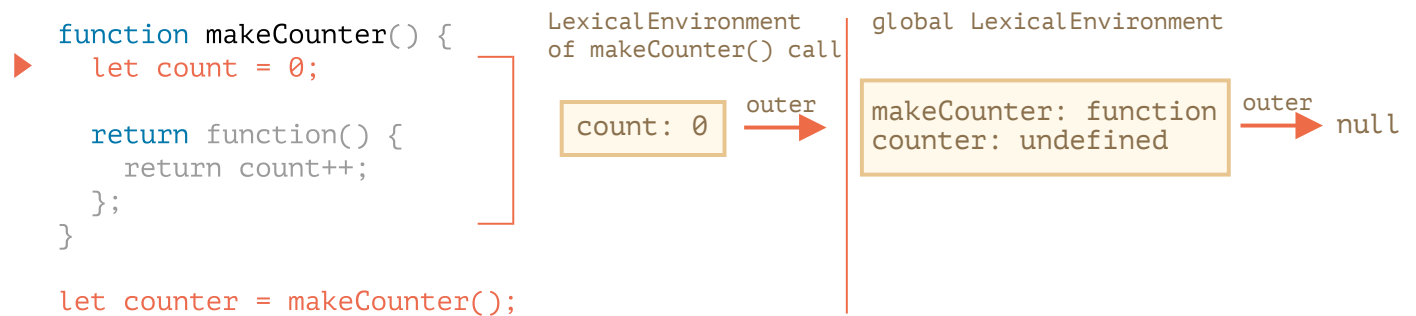 function makeCounter() {
let count = 0;
return function() {
return count++;
};
}
let counter = makeCounter();
LexicalEnvironment
of makeCounter() call
count: 0
outer
global LexicalEnvironment
makeCounter: function
counter: undefined
outer
null